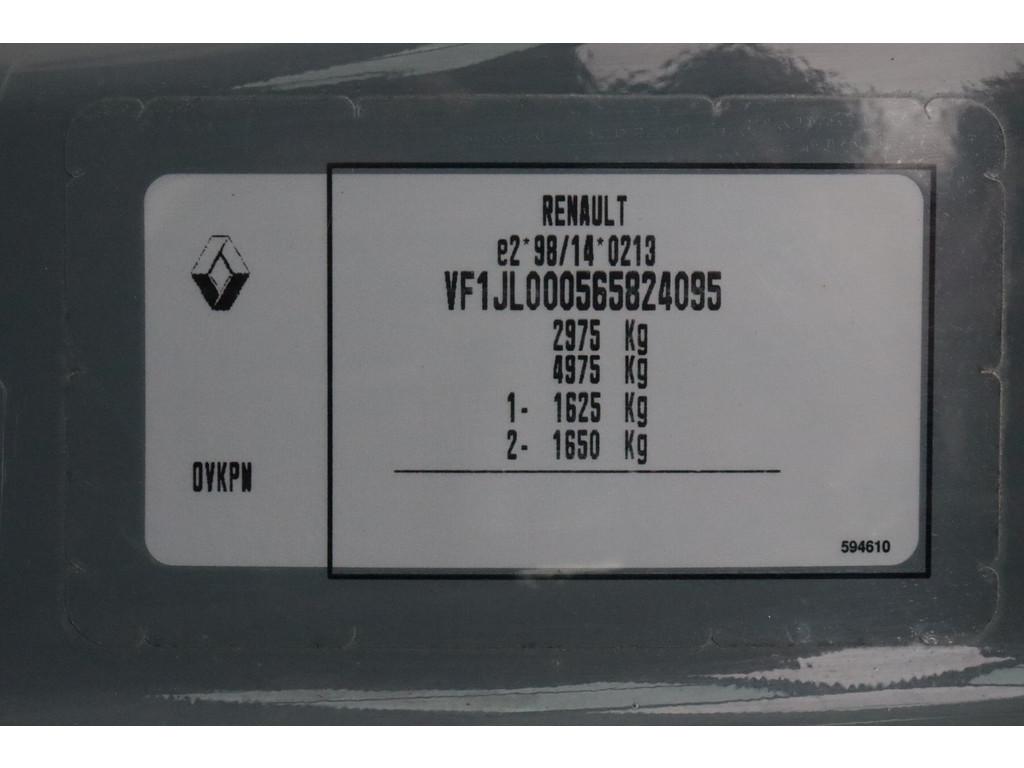 RENAULT
e2*98/14*0213
VF1JL000565824095
2975 Kg
4975 Kg
1- 1625 Kg
2- 1650 Kg
OVKPN
594610